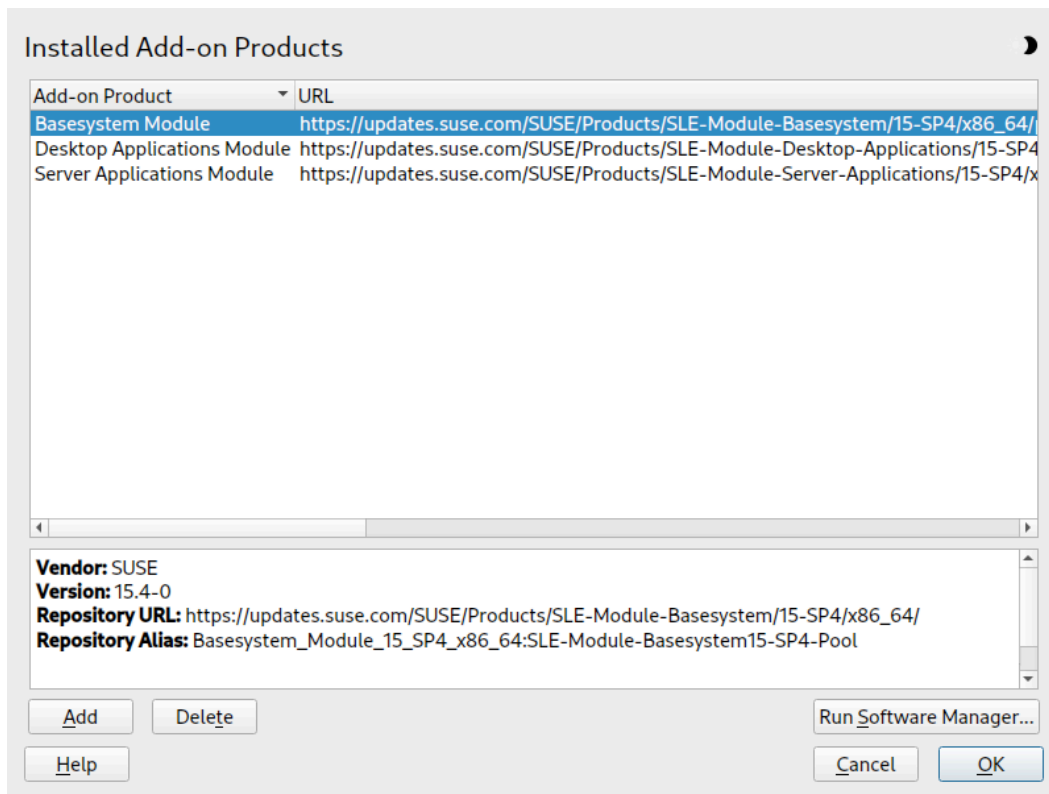 Installed Add-on Products
Add-on Product URL
Basesystem Module https://updates.suse.com/SUSE/Products/SLE-Module-Basesystem/15-SP4/x86_64/
Desktop Applications Module https://updates.suse.com/SUSE/Products/SLE-Module-Desktop-Applications/15-SP4
Server Applications Module https://updates.suse.com/SUSE/Products/SLE-Module-Server-Applications/15-SP4/x
Vendor: SUSE
Version: 15.4-0
Repository URL: https://updates.suse.com/SUSE/Products/SLE-Module-Basesystem/15-SP4/x86_64/
Repository Alias: Basesystem_Module_15_SP4_x86_64:SLE-Module-Basesystem15-SP4-Pool
Add Delete Run Software Manager...
Help Cancel OK